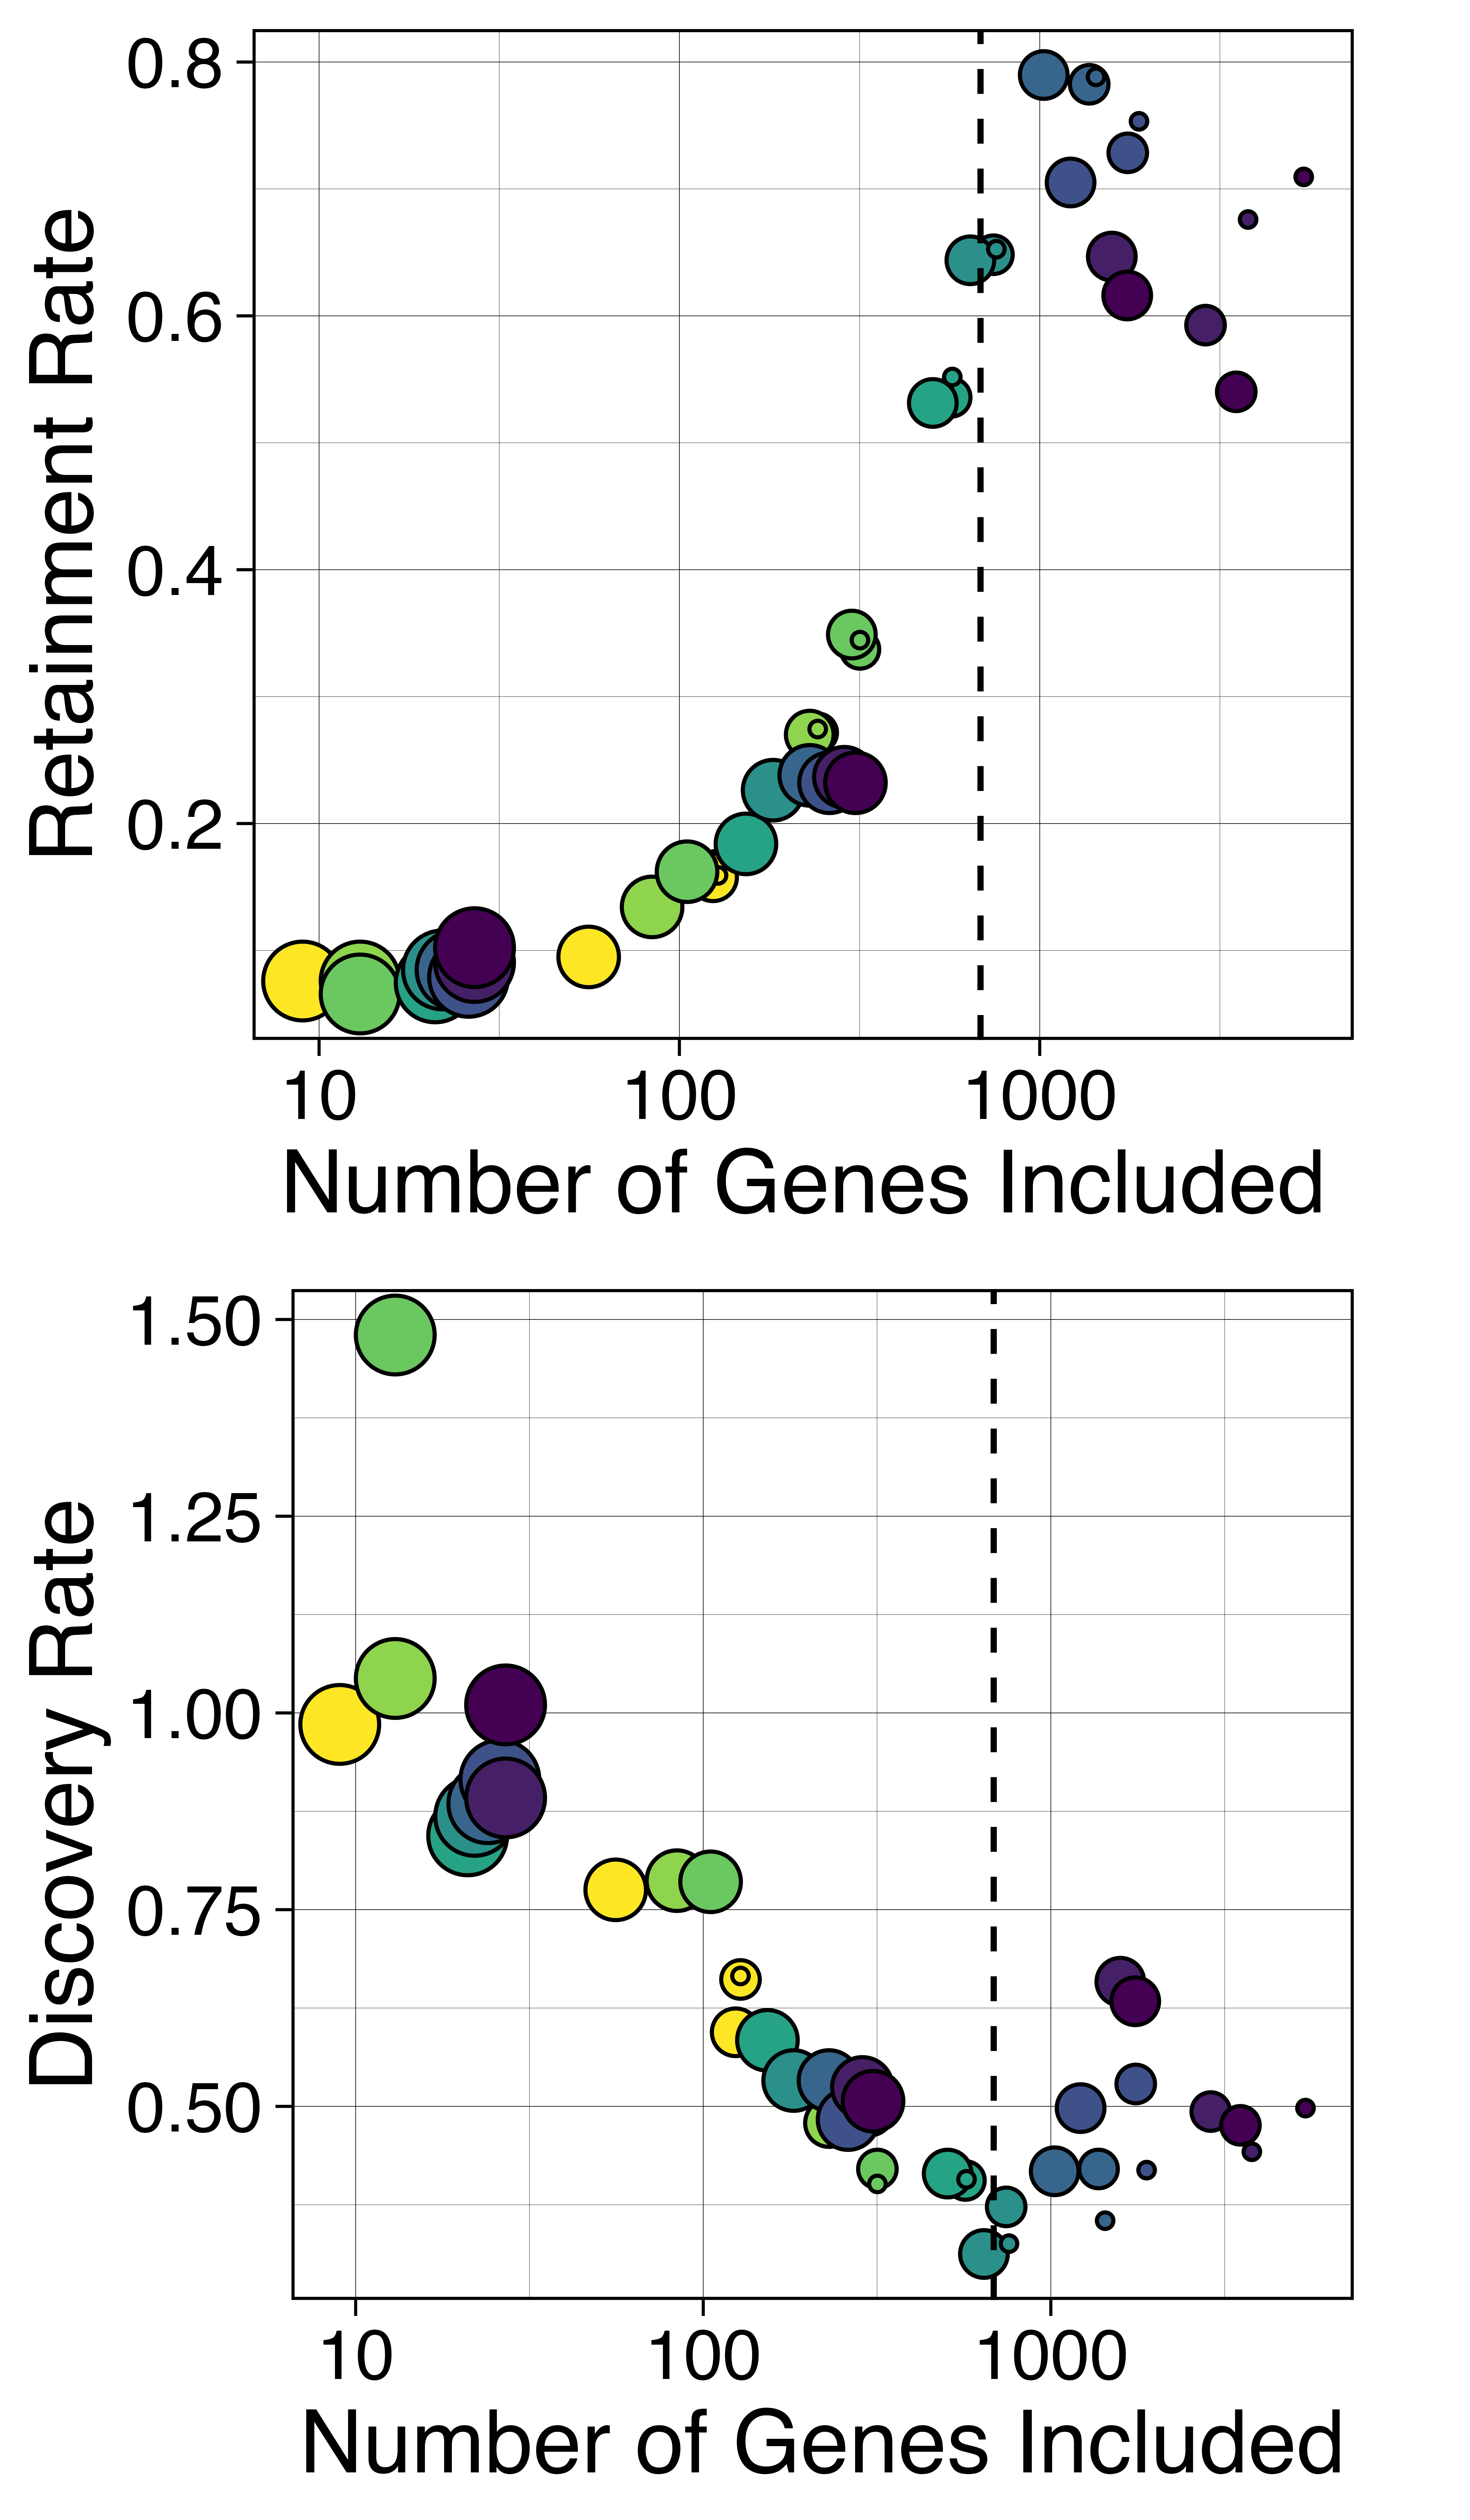 Retainment Rate
0.8
0.6
0.4
0.2
10 100 1000
Number of Genes Included
Discovery Rate
1.50
1.25
1.00
0.75
0.50
10 100 1000
Number of Genes Included